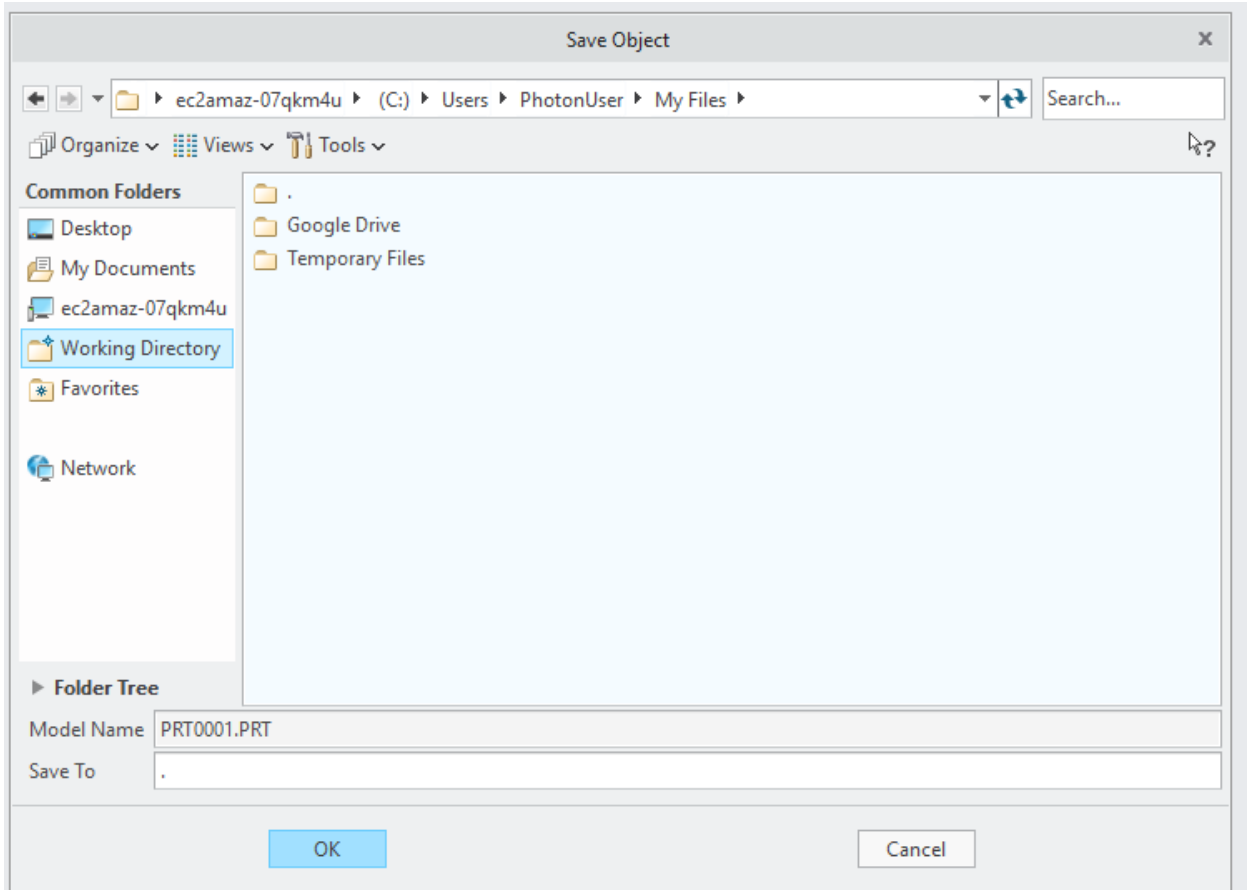 Save Object
ec2amaz-07qkm4u (C:) Users PhotonUser My Files
Search...
Organize Views Tools
Common Folders
Desktop
My Documents
ec2amaz-07qkm4u
Working Directory
Favorites
Network
Folder Tree
.
Google Drive
Temporary Files
Model Name PRT0001.PRT
Save To .
OK Cancel